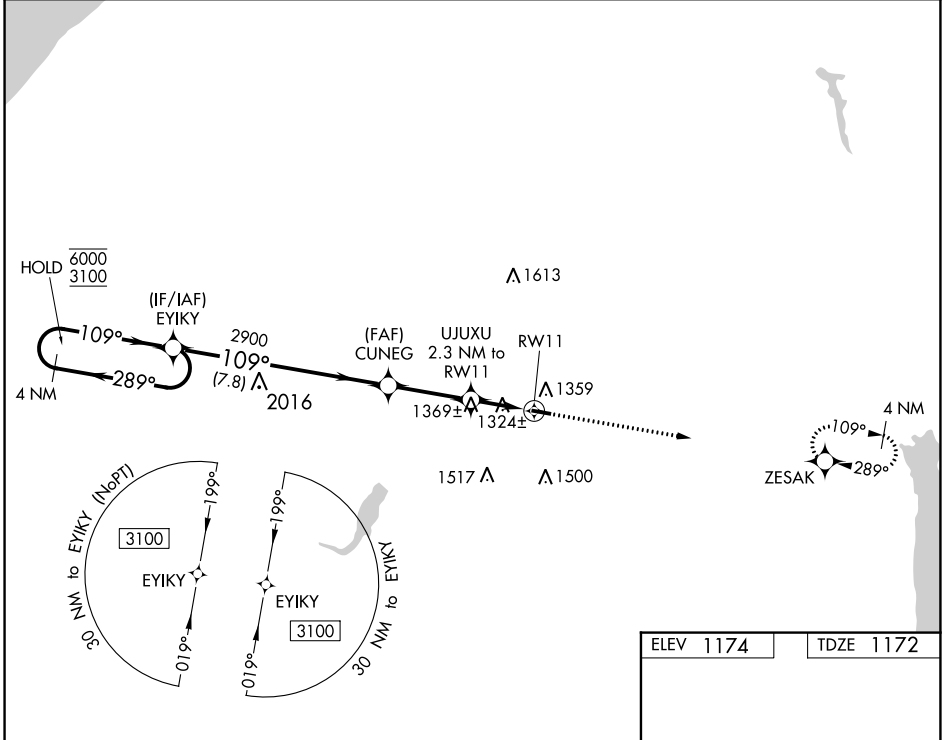 1613
HOLD 6000
3100
(IF/IAF)
EYIKY
109°
289°
4 NM
2900
109°
(7.8)
2016
(FAF)
CUNEG
UJUXU
2.3 NM to
RW11
RW11
1359
1369±
1324±
1517
1500
4 NM
109°
289°
ZESAK
30 NM to EYIKY (NoPT)
199°
3100
EYIKY
019°
199°
EYIKY
3100
019°
30 NM to EYIKY
ELEV 1174
TDZE 1172